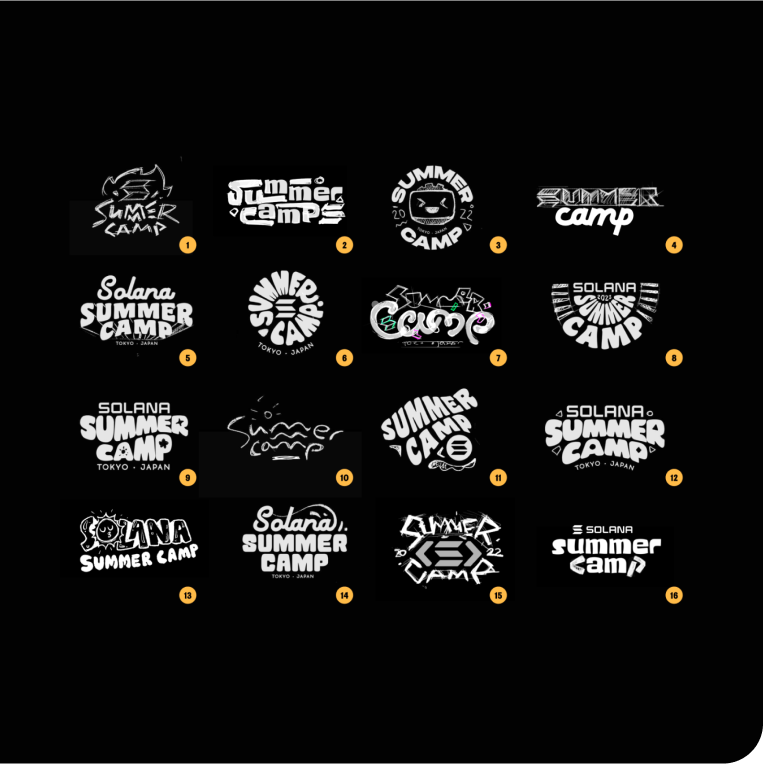 SUMMER
CAMP
1
summer
camp
2
SUMMER
20 22
TOKYO - JAPAN
CAMP
3
SUMMER
camp
4
Solana
SUMMER
CAMP
TOKYO - JAPAN
5
SUMMER
CAMP
TOKYO - JAPAN
6
SUMMER
Camp
7
SOLANA
2022
SUMMER
CAMP
8
SOLANA
SUMMER
CAMP
TOKYO - JAPAN
9
Summer
camp
10
SUMMER
CAMP
11
SOLANA
SUMMER
CAMP
TOKYO - JAPAN
12
SOLANA
SUMMER CAMP
13
Solana
SUMMER
CAMP
TOKYO - JAPAN
14
SUMMER
20 22
CAMP
15
SOLANA
summer
camp
16